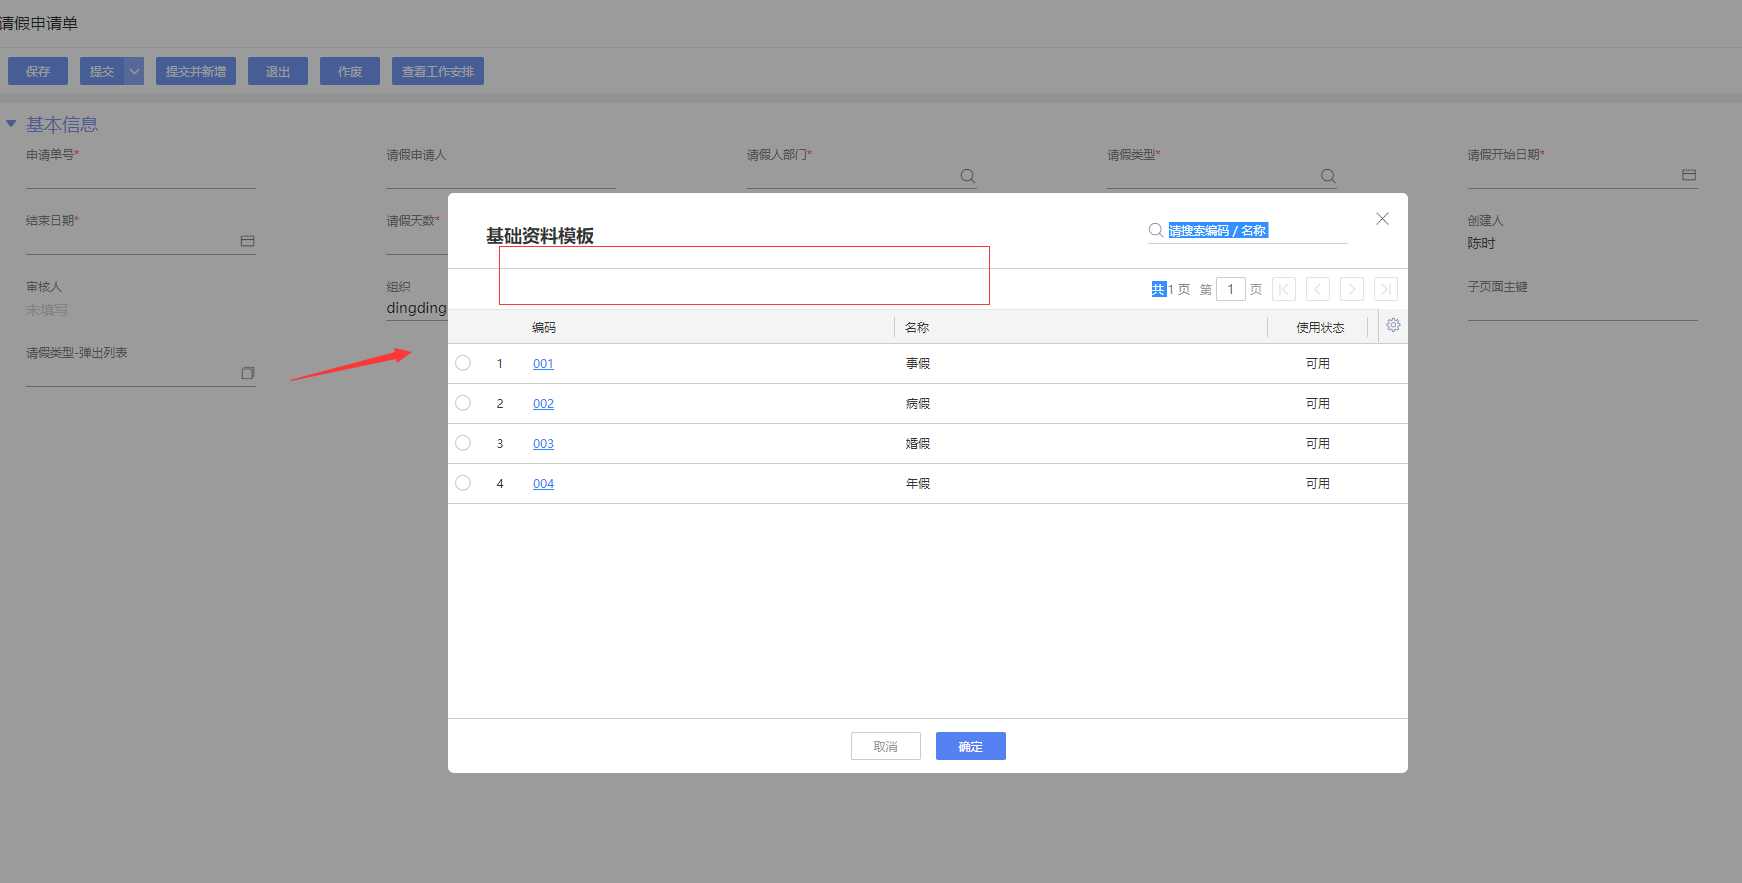 请假申请单
保存 提交 提交并新增 退出 作废 查看工作安排
基本信息
申请单号* 请假申请人 请假人部门* 请假类型* 请假开始日期*
结束日期* 请假天数* 创建人
陈时
审核人 组织 子页面主键
未填写 dingding
请假类型-弹出列表
基础资料模板 请搜索编码 / 名称
共1 页 第 1 页
编码 名称 使用状态
1 001 事假 可用
2 002 病假 可用
3 003 婚假 可用
4 004 年假 可用
取消 确定